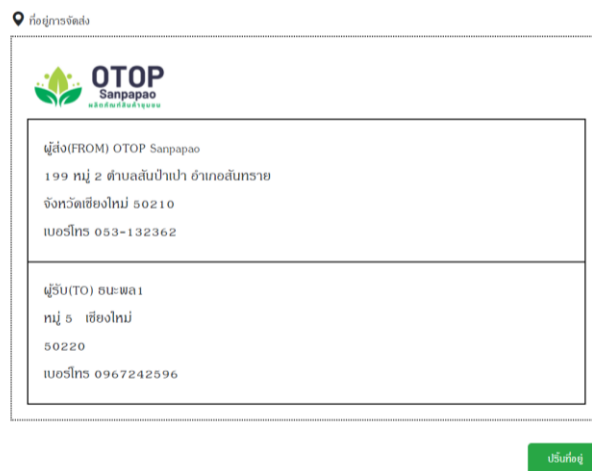 ที่อยู่การจัดส่ง
OTOP
Sanpapao
ผลิตภัณฑ์สินค้าชุมชน
ผู้ส่ง(FROM) OTOP Sanpapao
199 หมู่ 2 ตำบลสันป่าเปา อำเภอสันทราย
จังหวัดเชียงใหม่ 50210
เบอร์โทร 053-132362
ผู้รับ(TO) ธนะพล1
หมู่ 5 เชียงใหม่
50220
เบอร์โทร 0967242596
ปริ้นที่อยู่